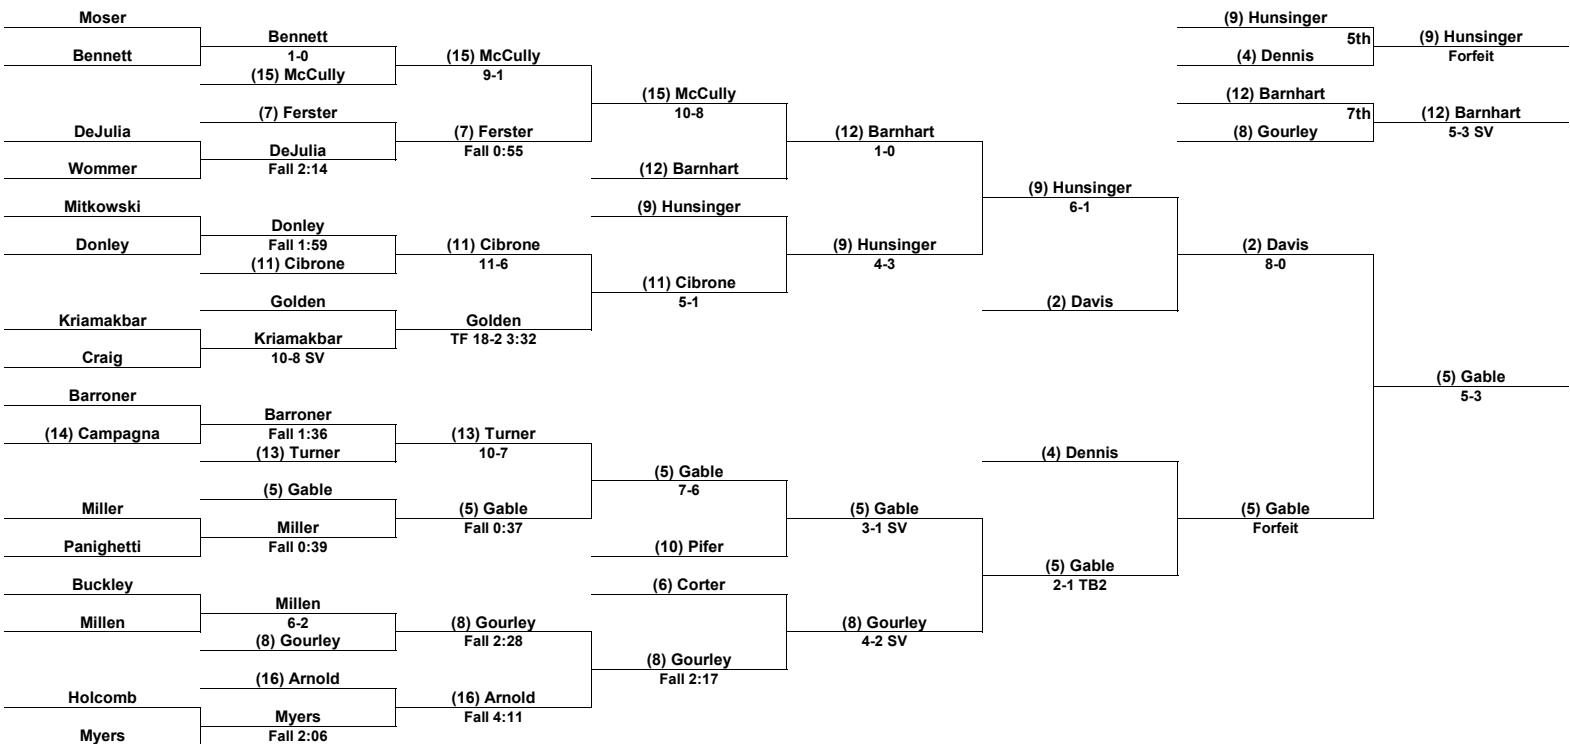 Moser
Bennett
DeJulia
Wommer
Mitkowski
Donley
Kriamakbar
Craig
Barroner
(14) Campagna
Miller
Panighetti
Buckley
Millen
Holcomb
Myers
Bennett
1-0
(15) McCully
(7) Ferster
DeJulia
Fall 2:14
Donley
Fall 1:59
(11) Cibrone
Golden
Kriamakbar
10-8 SV
Barroner
Fall 1:36
(13) Turner
(5) Gable
Miller
Fall 0:39
Millen
6-2
(8) Gourley
(16) Arnold
Myers
Fall 2:06
(15) McCully
9-1
(7) Ferster
Fall 0:55
(11) Cibrone
11-6
Golden
TF 18-2 3:32
(13) Turner
10-7
(5) Gable
Fall 0:37
(8) Gourley
Fall 2:28
(16) Arnold
Fall 4:11
(15) McCully
10-8
(12) Barnhart
(9) Hunsinger
(11) Cibrone
5-1
(5) Gable
7-6
(10) Pifer
(6) Corter
(8) Gourley
Fall 2:17
(12) Barnhart
1-0
(9) Hunsinger
4-3
(5) Gable
3-1 SV
(8) Gourley
4-2 SV
(9) Hunsinger
6-1
(2) Davis
(4) Dennis
(5) Gable
2-1 TB2
(9) Hunsinger
5th
(4) Dennis
(12) Barnhart
7th
(8) Gourley
(2) Davis
8-0
(5) Gable
Forfeit
(9) Hunsinger
Forfeit
(12) Barnhart
5-3 SV
(5) Gable
5-3